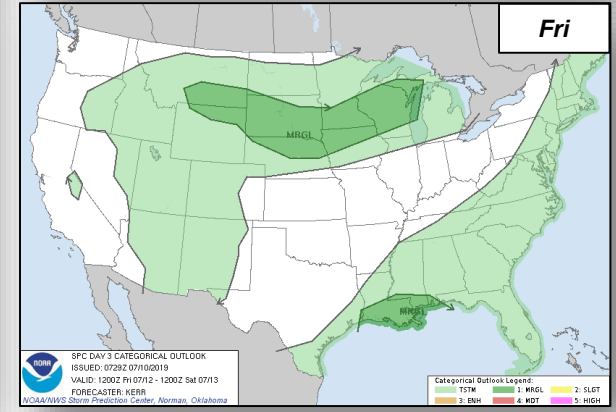 Fri
MRGL
MRGL
NOAA
SPC DAY 3 CATEGORICAL OUTLOOK
ISSUED: 0729Z 07/10/2019
VALID: 1200Z Fri 07/12 - 1200Z Sat 07/13
FORECASTER: KERR
NOAA/NWS Storm Prediction Center, Norman, Oklahoma
Categorical Outlook Legend:
TSTM 1: MRGL 2: SLGT
3: ENH 4: MDT 5: HIGH